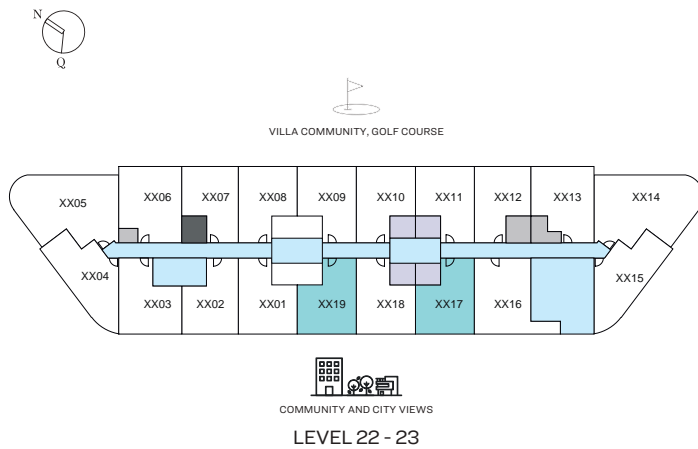 N
Q
VILLA COMMUNITY, GOLF COURSE
XX05
XX06
XX07
XX08
XX09
XX10
XX11
XX12
XX13
XX14
XX04
XX03
XX02
XX01
XX19
XX18
XX17
XX16
XX15
COMMUNITY AND CITY VIEWS
LEVEL 22 - 23